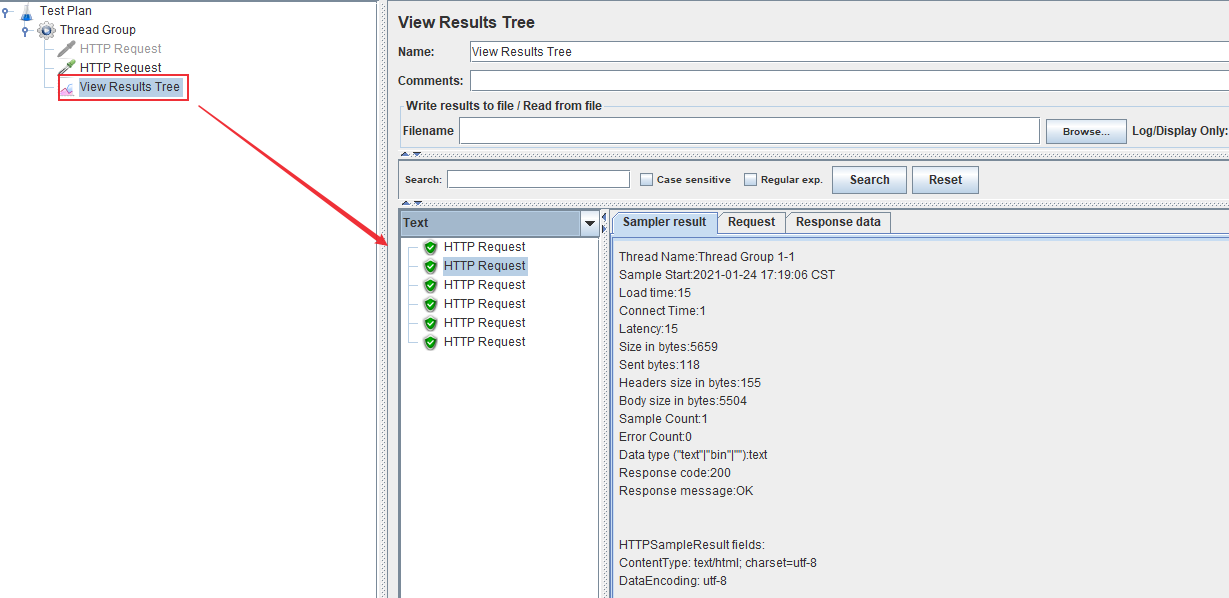 Test Plan
Thread Group
HTTP Request
HTTP Request
View Results Tree
View Results Tree
Name: View Results Tree
Comments:
Write results to file / Read from file
Filename Browse... Log/Display Only:
Search: Case sensitive Regular exp. Search Reset
Text
HTTP Request
HTTP Request
HTTP Request
HTTP Request
HTTP Request
HTTP Request
Sampler result Request Response data
Thread Name:Thread Group 1-1
Sample Start:2021-01-24 17:19:06 CST
Load time:15
Connect Time:1
Latency:15
Size in bytes:5659
Sent bytes:118
Headers size in bytes:155
Body size in bytes:5504
Sample Count:1
Error Count:0
Data type ("text"|"bin"|""):text
Response code:200
Response message:OK
HTTPSampleResult fields:
ContentType: text/html; charset=utf-8
DataEncoding: utf-8